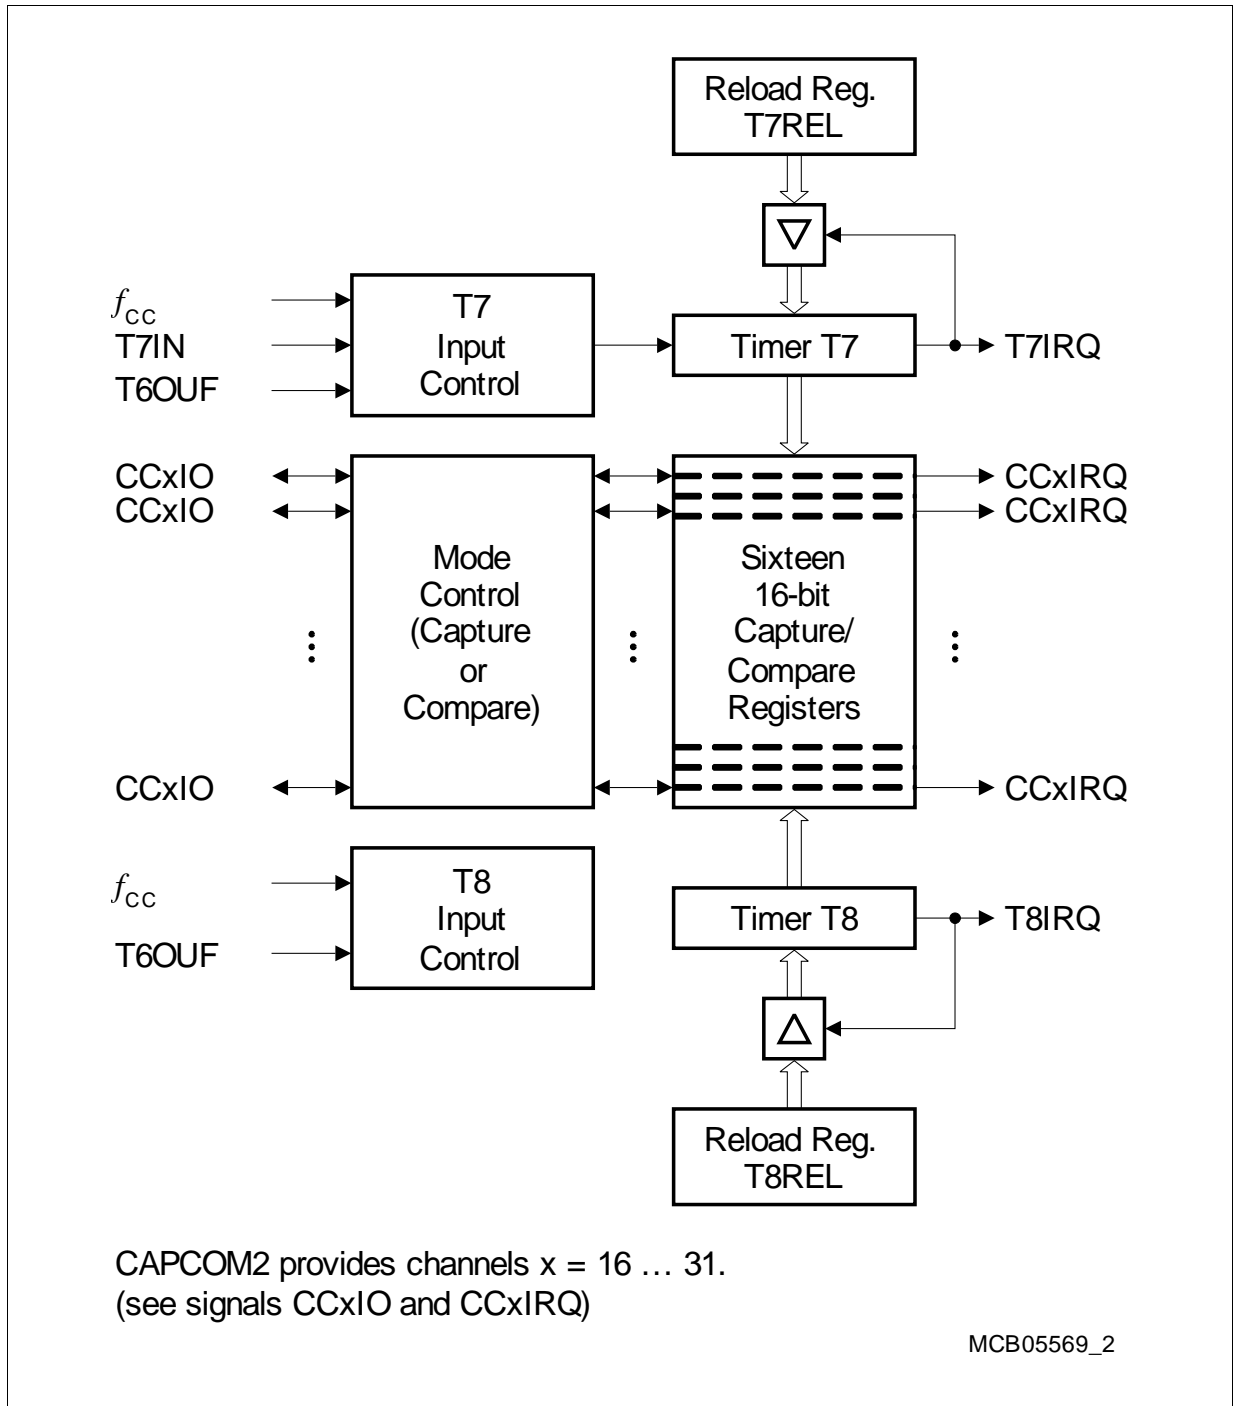 Reload Reg.
T7REL
fCC
T7IN
T6OUF
T7
Input
Control
Timer T7
T7IRQ
CCxIO
CCxIO
CCxIO
Mode
Control
(Capture
or
Compare)
Sixteen
16-bit
Capture/
Compare
Registers
CCxIRQ
CCxIRQ
CCxIRQ
fCC
T6OUF
T8
Input
Control
Timer T8
T8IRQ
Reload Reg.
T8REL
CAPCOM2 provides channels x = 16 … 31.
(see signals CCxIO and CCxIRQ)
MCB05569_2